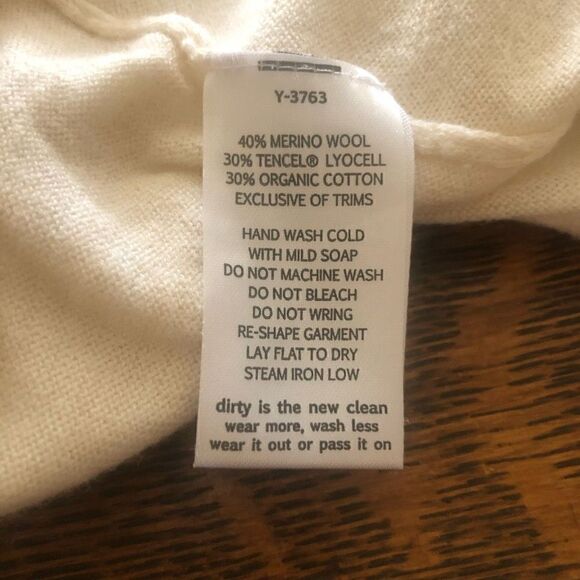 Y-3763
40% MERINO WOOL
30% TENCEL® LYOCELL
30% ORGANIC COTTON
EXCLUSIVE OF TRIMS
HAND WASH COLD
WITH MILD SOAP
DO NOT MACHINE WASH
DO NOT BLEACH
DO NOT WRING
RE-SHAPE GARMENT
LAY FLAT TO DRY
STEAM IRON LOW
dirty is the new clean
wear more, wash less
wear it out or pass it on